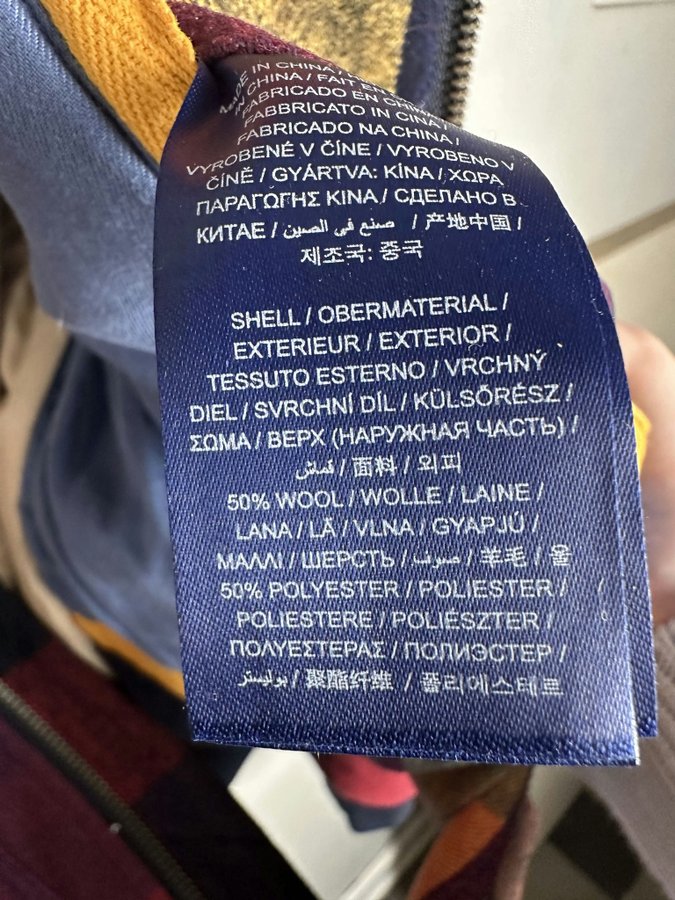 MADE IN CHINA /
IN CHINA / FAIT EN
FABRICADO EN CHINA
FABBRICATO IN CINA /
FABRICADO NA CHINA /
VYROBENÉ V ČÍNE / VYROBENO V
ČÍNĚ / GYÁRTVA: KÍNA / ΧΩΡΑ
ΠΑΡΑΓΩΓΗΣ ΚΙΝΑ / СДЕЛАНО В
КИТАЕ / صنع في الصين / 产地中国 /
제조국: 중국
SHELL / OBERMATERIAL /
EXTERIEUR / EXTERIOR /
TESSUTO ESTERNO / VRCHNÝ
DIEL / SVRCHNÍ DÍL / KÜLSŐRÉSZ /
ΣΩΜΑ / ВЕРХ (НАРУЖНАЯ ЧАСТЬ) /
قماش / 面料 / 외피
50% WOOL / WOLLE / LAINE /
LANA / LÃ / VLNA / GYAPJÚ /
ΜΑΛΛΙ / ШЕРСТЬ / صوف / 羊毛 / 울
50% POLYESTER / POLIESTER /
POLIESTERE / POLIÉSZTER /
ΠΟΛΥΕΣΤΕΡΑΣ / ПОЛИЭСТЕР /
بوليستر / 聚酯纤维 / 폴리에스테르